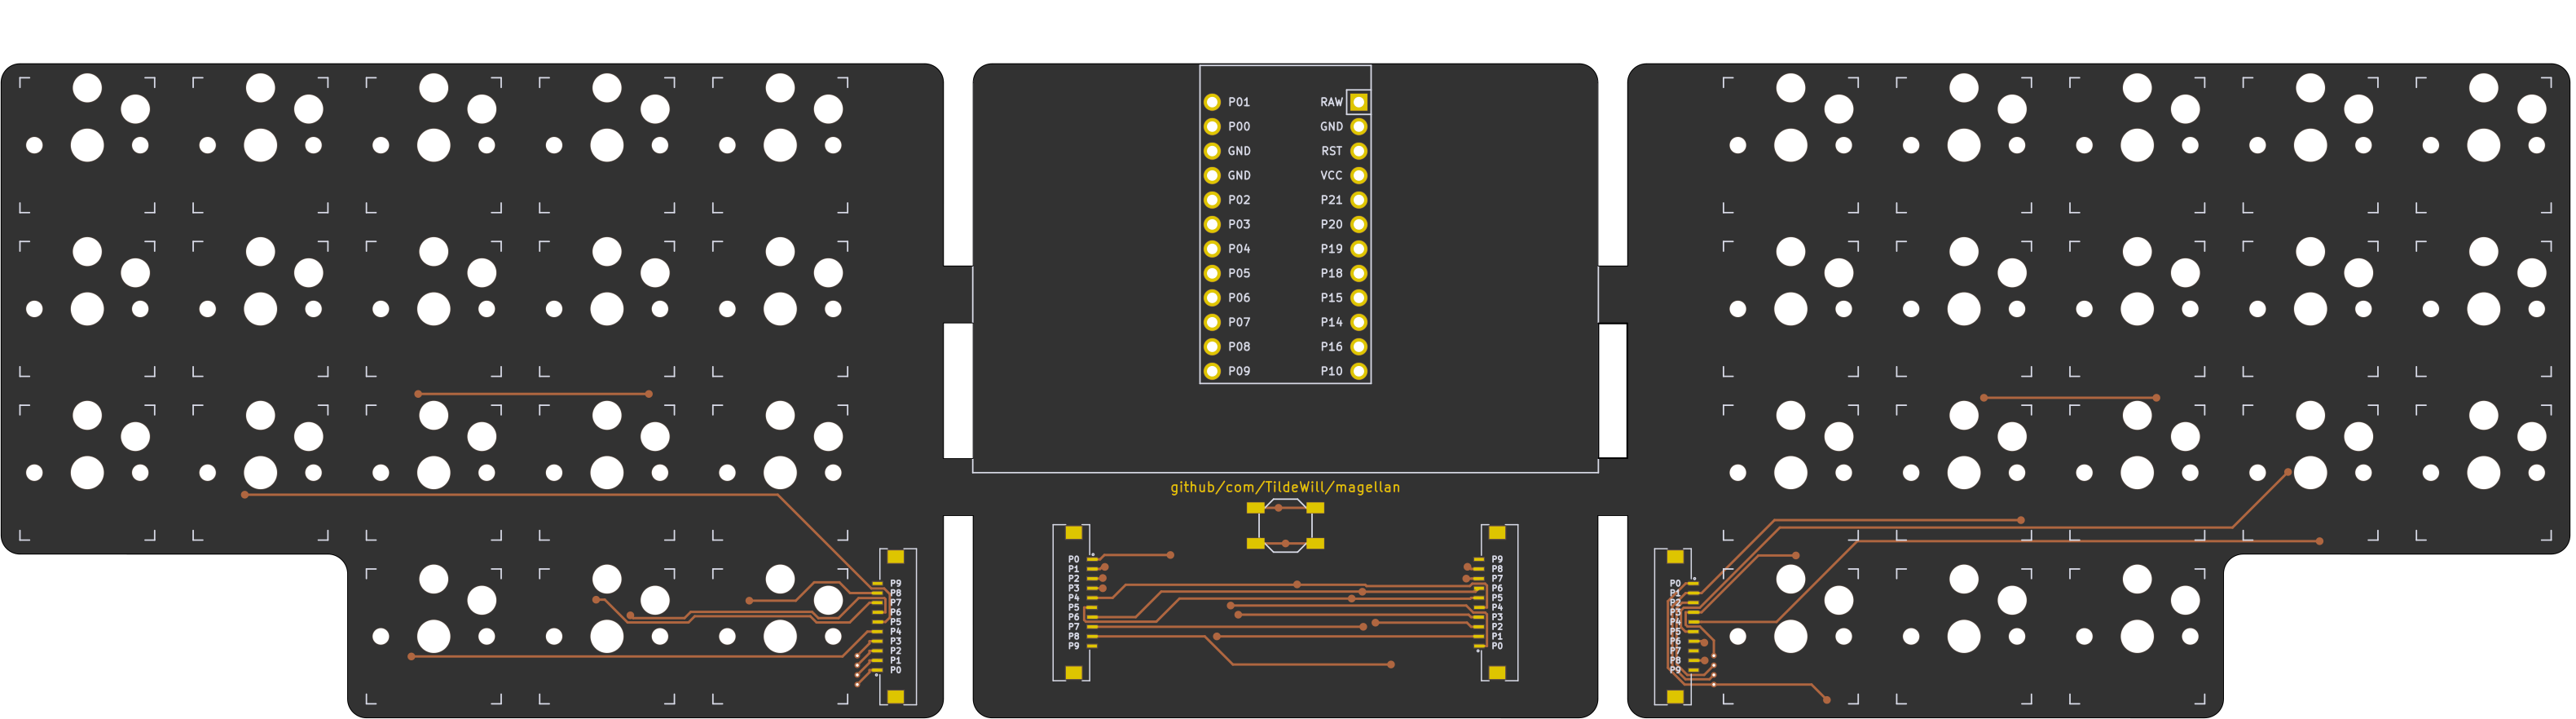 P01 RAW
P00 GND
GND RST
GND VCC
P02 P21
P03 P20
P04 P19
P05 P18
P06 P15
P07 P14
P08 P16
P09 P10
github/com/TildeWill/magellan
P9
P8
P7
P6
P5
P4
P3
P2
P1
P0
P0
P1
P2
P3
P4
P5
P6
P7
P8
P9
P9
P8
P7
P6
P5
P4
P3
P2
P1
P0
P0
P1
P2
P3
P4
P5
P6
P7
P8
P9